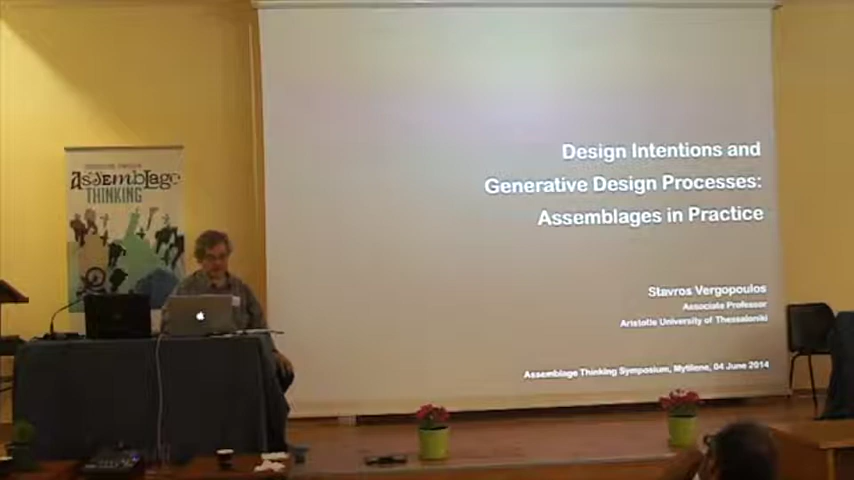 AssembLage
THINKING
Design Intentions and
Generative Design Processes:
Assemblages in Practice
Stavros Vergopoulos
Associate Professor
Aristotle University of Thessaloniki
Assemblage Thinking Symposium, Mytilene, 04 June 2014